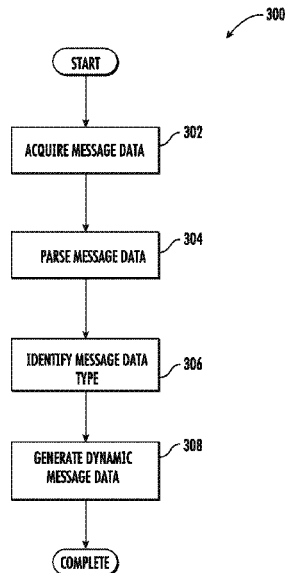 300
START
ACQUIRE MESSAGE DATA
302
PARSE MESSAGE DATA
304
IDENTIFY MESSAGE DATA
TYPE
306
GENERATE DYNAMIC
MESSAGE DATA
308
COMPLETE